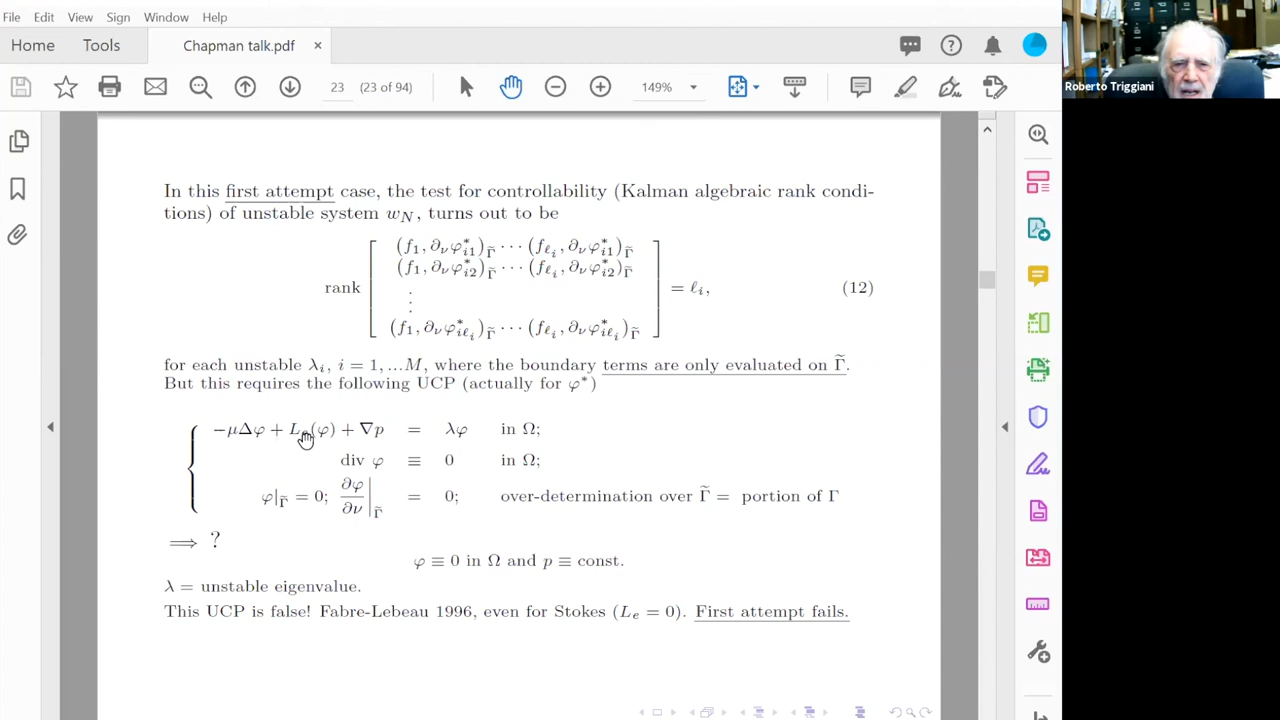 File Edit View Sign Window Help
Home Tools Chapman talk.pdf ×
23 (23 of 94) 149%
Roberto Triggiani
In this first attempt case, the test for controllability (Kalman algebraic rank condi-
tions) of unstable system w_N, turns out to be
(f_1, ∂_ν φ*_{i1})_Γ̃ ··· (f_{ℓ_i}, ∂_ν φ*_{i1})_Γ̃
(f_1, ∂_ν φ*_{i2})_Γ̃ ··· (f_{ℓ_i}, ∂_ν φ*_{i2})_Γ̃
rank [ ⋮ ] = ℓ_i, (12)
(f_1, ∂_ν φ*_{iℓ_i})_Γ̃ ··· (f_{ℓ_i}, ∂_ν φ*_{iℓ_i})_Γ̃
for each unstable λ_i, i = 1, ...M, where the boundary terms are only evaluated on Γ̃.
But this requires the following UCP (actually for φ*)
−μΔφ + L_e(φ) + ∇p = λφ in Ω;
div φ ≡ 0 in Ω;
φ|_Γ̃ = 0; ∂φ/∂ν|_Γ̃ = 0; over-determination over Γ̃ = portion of Γ
⟹ ?
φ ≡ 0 in Ω and p ≡ const.
λ = unstable eigenvalue.
This UCP is false! Fabre-Lebeau 1996, even for Stokes (L_e = 0). First attempt fails.